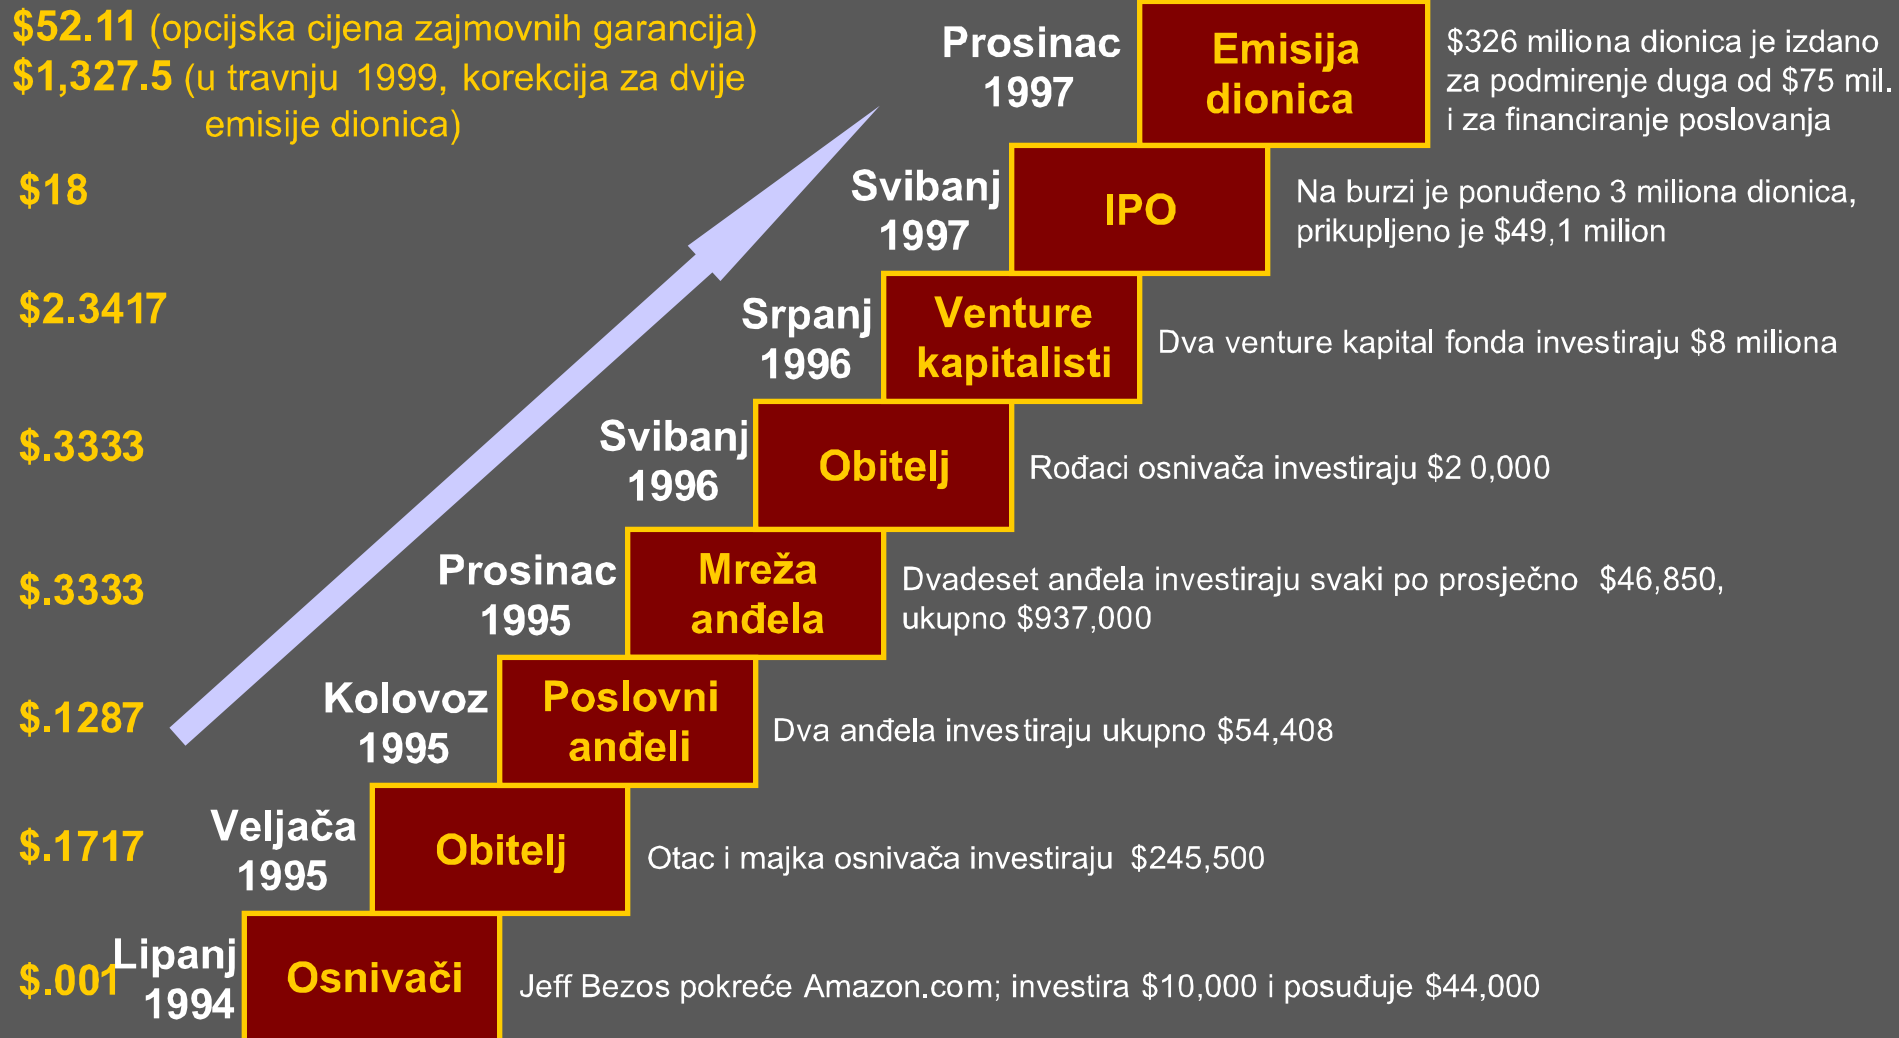 $52.11 (opcijska cijena zajmovnih garancija)
$1,327.5 (u travnju 1999, korekcija za dvije
emisije dionica)
Prosinac
1997
Emisija
dionica
$326 miliona dionica je izdano
za podmirenje duga od $75 mil.
i za financiranje poslovanja
$18
Svibanj
1997
IPO
Na burzi je ponuđeno 3 miliona dionica,
prikupljeno je $49,1 milion
$2.3417
Srpanj
1996
Venture
kapitalisti
Dva venture kapital fonda investiraju $8 miliona
$.3333
Svibanj
1996
Obitelj
Rođaci osnivača investiraju $2 0,000
$.3333
Prosinac
1995
Mreža
anđela
Dvadeset anđela investiraju svaki po prosječno $46,850,
ukupno $937,000
$.1287
Kolovoz
1995
Poslovni
anđeli
Dva anđela investiraju ukupno $54,408
$.1717
Veljača
1995
Obitelj
Otac i majka osnivača investiraju $245,500
$.001
Lipanj
1994
Osnivači
Jeff Bezos pokreće Amazon.com; investira $10,000 i posuđuje $44,000